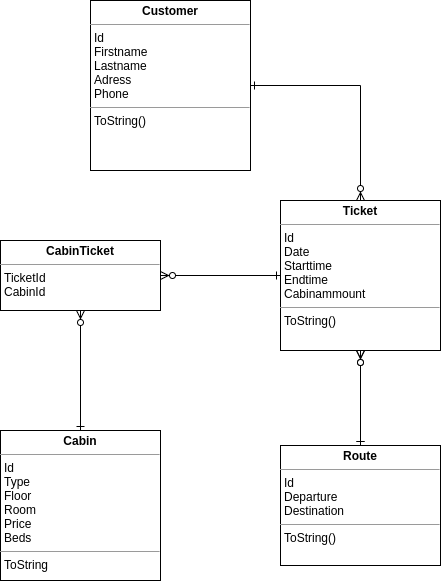 Customer
Id
Firstname
Lastname
Adress
Phone
ToString()
Ticket
Id
Date
Starttime
Endtime
Cabinammount
ToString()
CabinTicket
TicketId
CabinId
Cabin
Id
Type
Floor
Room
Price
Beds
ToString
Route
Id
Departure
Destination
ToString()